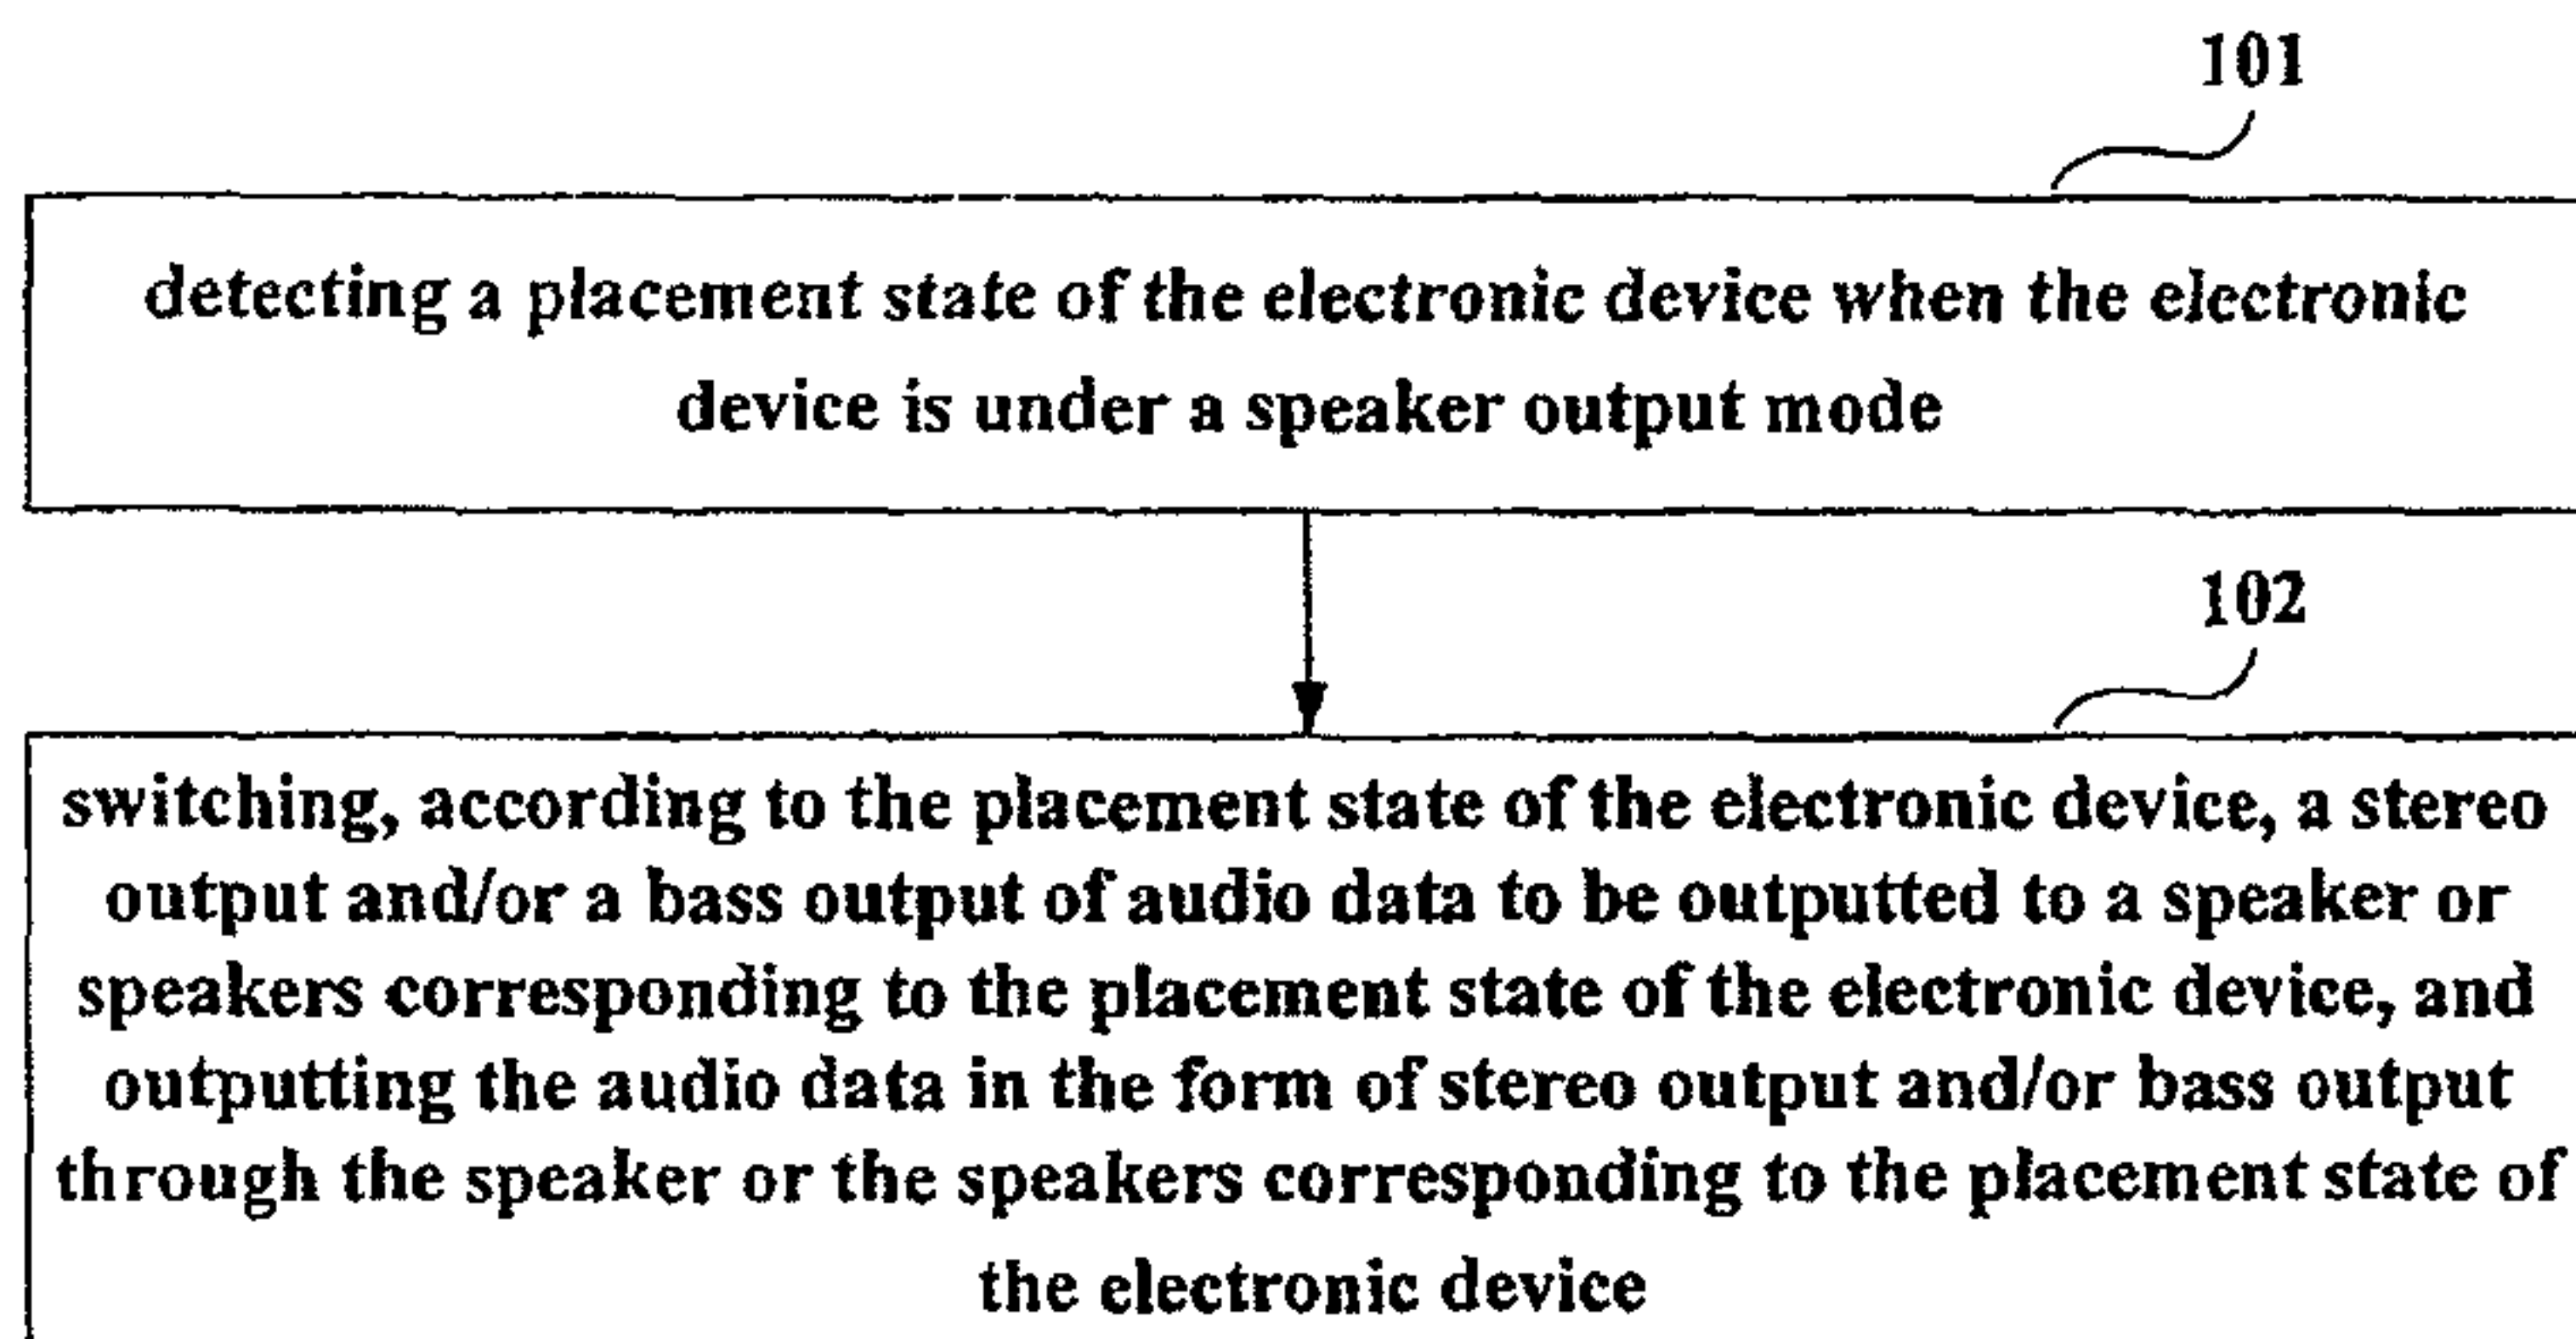 101
detecting a placement state of the electronic device when the electronic
device is under a speaker output mode
102
switching, according to the placement state of the electronic device, a stereo
output and/or a bass output of audio data to be outputted to a speaker or
speakers corresponding to the placement state of the electronic device, and
outputting the audio data in the form of stereo output and/or bass output
through the speaker or the speakers corresponding to the placement state of
the electronic device